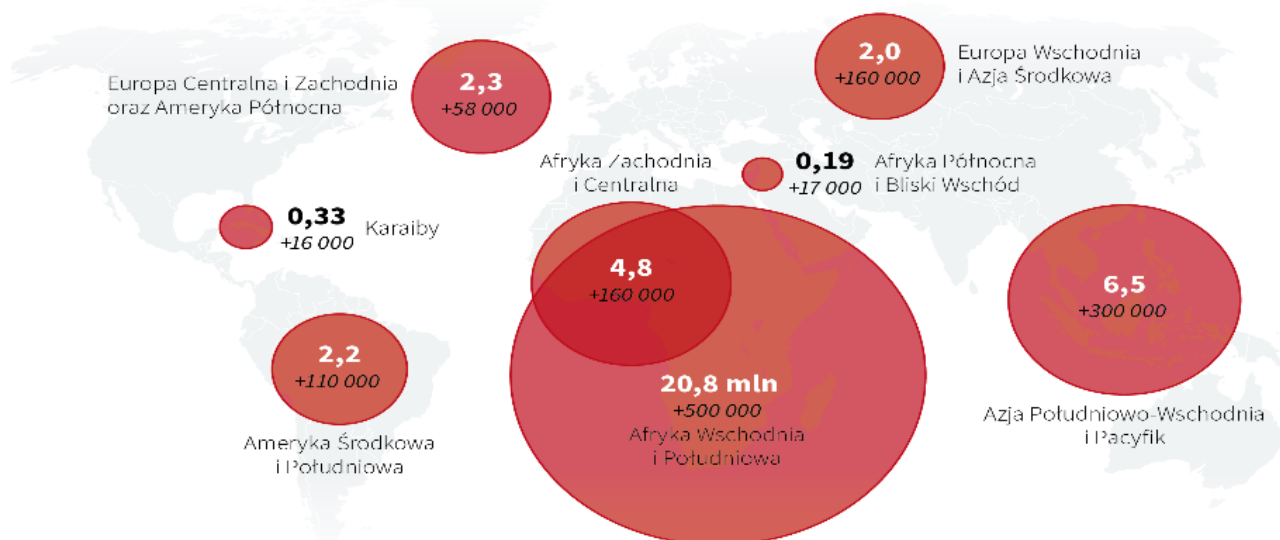 Europa Centralna i Zachodnia
oraz Ameryka Północna
2,3
+58 000
2,0
+160 000
Europa Wschodnia
i Azja Środkowa
Afryka Zachodnia
i Centralna
0,19
+17 000
Afryka Północna
i Bliski Wschód
0,33
+16 000
Karaiby
4,8
+160 000
6,5
+300 000
Azja Południowo-Wschodnia
i Pacyfik
2,2
+110 000
Ameryka Środkowa
i Południowa
20,8 mln
+500 000
Afryka Wschodnia
i Południowa